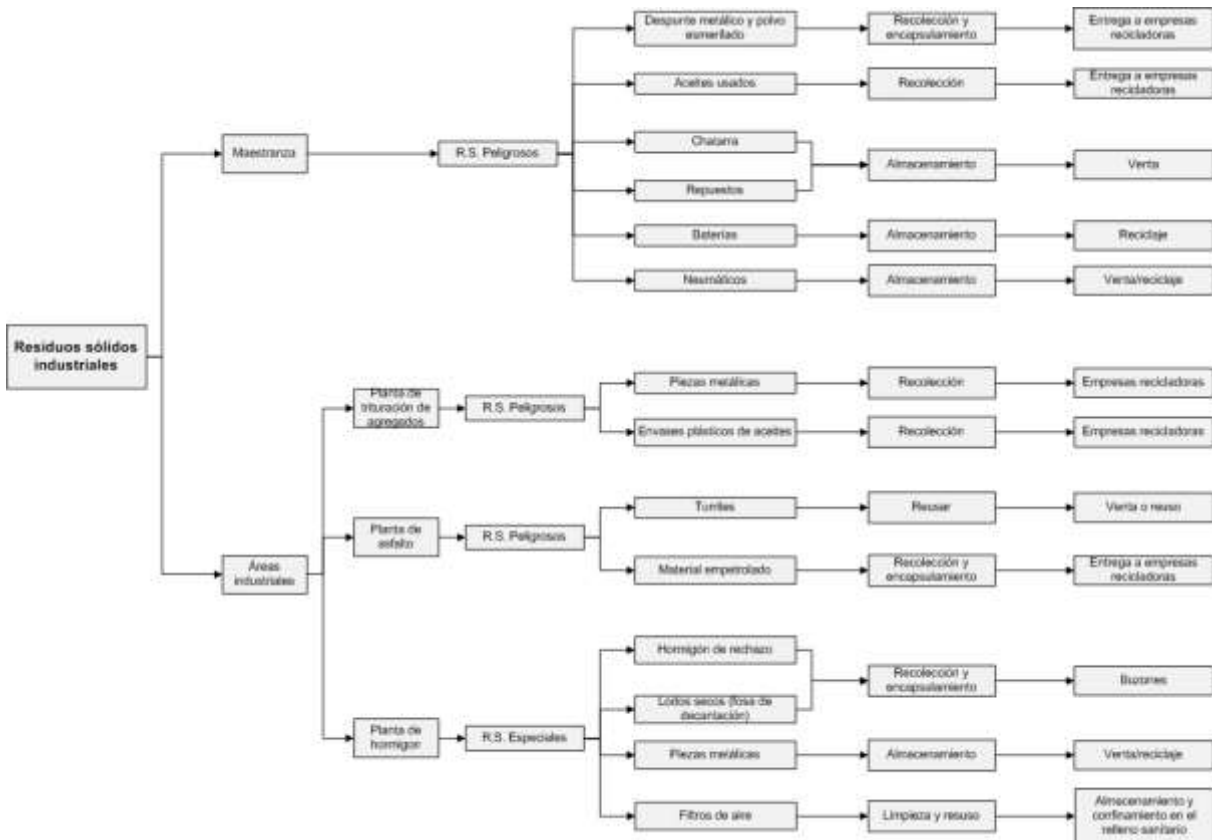 Despunte metálico y polvo
esmerilado
Recolección y
encapsulamiento
Entrega a empresas
recicladoras
Aceites usados
Recolección
Entrega a empresas
recicladoras
Maestranza
R.S. Peligrosos
Chatarra
Repuestos
Almacenamiento
Venta
Baterías
Almacenamiento
Reciclaje
Neumáticos
Almacenamiento
Venta/reciclaje
Residuos sólidos
industriales
Planta de
trituración de
agregados
R.S. Peligrosos
Piezas metálicas
Recolección
Empresas recicladoras
Envases plásticos de aceites
Recolección
Empresas recicladoras
Áreas
industriales
Planta de
asfalto
R.S. Peligrosos
Turriles
Reusar
Venta o reuso
Material empetrolado
Recolección y
encapsulamiento
Entrega a empresas
recicladoras
Planta de
hormigon
R.S. Especiales
Hormigón de rechazo
Lodos secos (fosa de
decantación)
Recolección y
encapsulamiento
Buzones
Piezas metálicas
Almacenamiento
Venta/reciclaje
Filtros de aire
Limpieza y resuso
Almacenamiento y
confinamiento en el
relleno sanitario